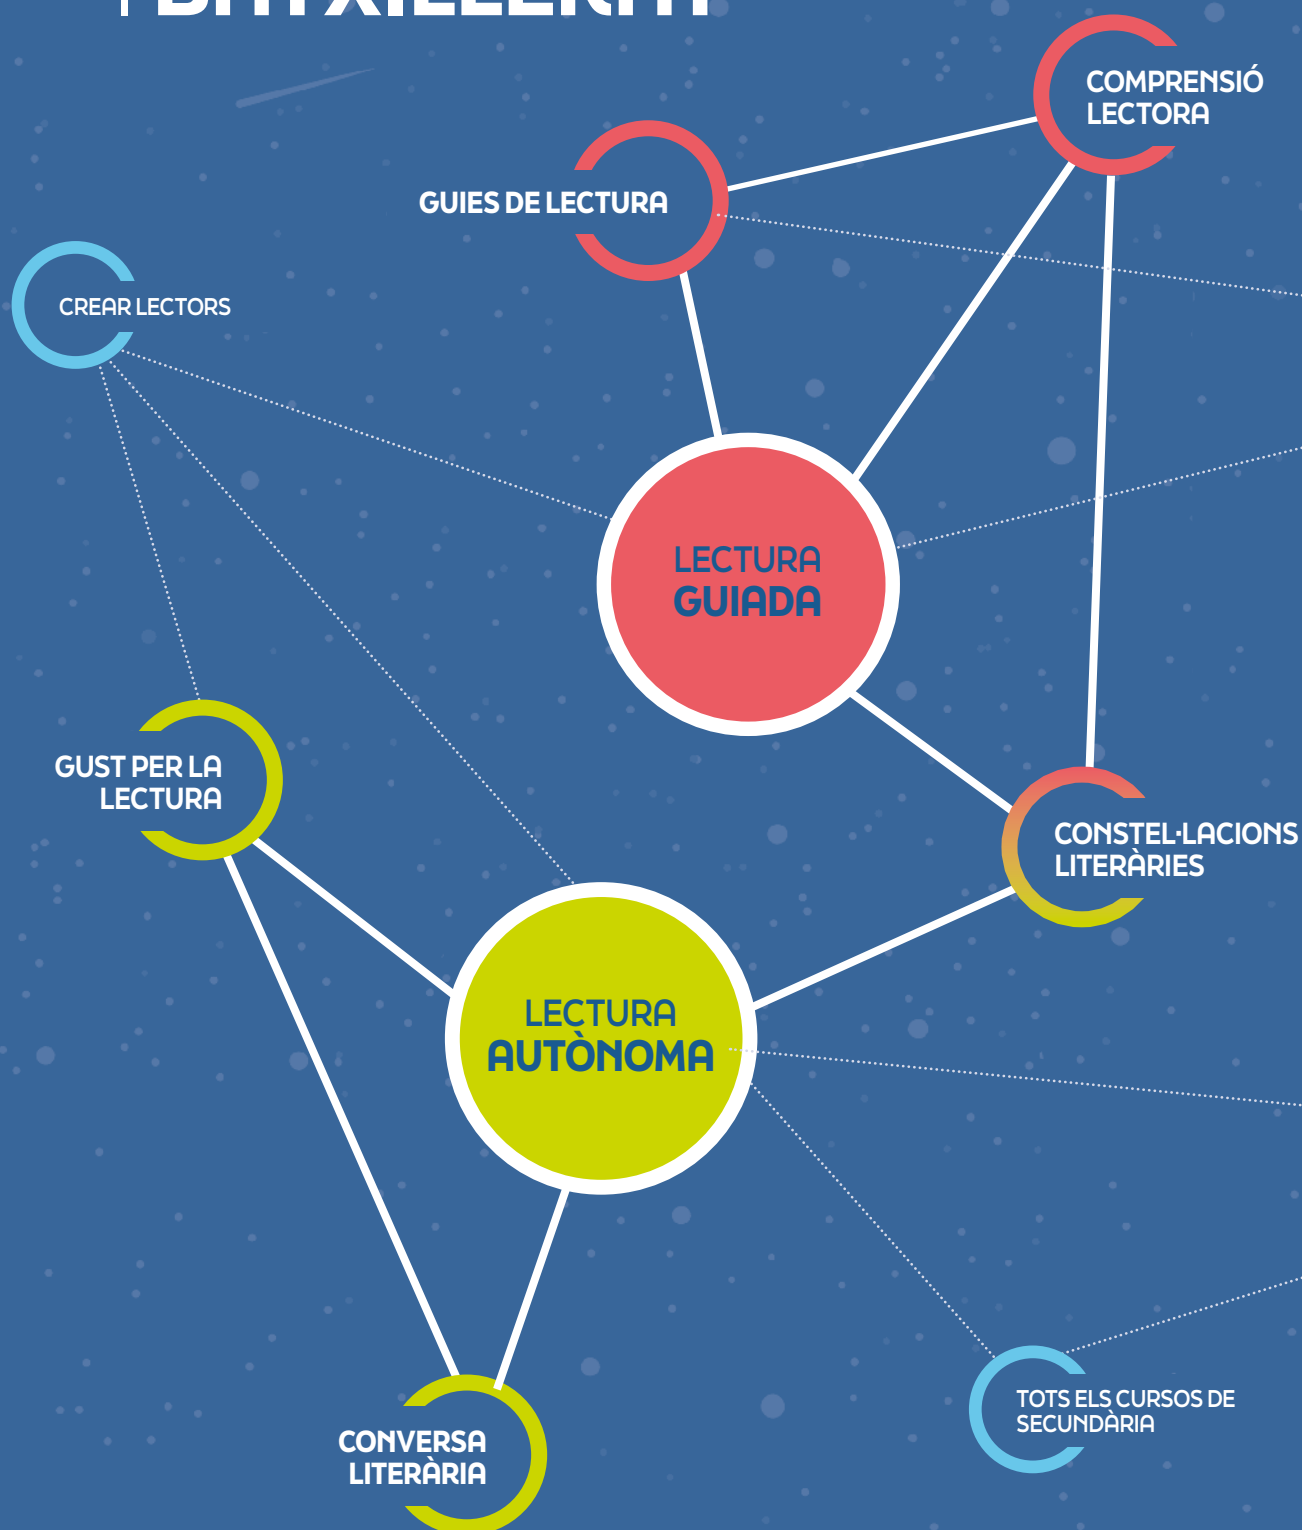 I BATXILLERAT
COMPRENSIÓ
LECTORA
GUIES DE LECTURA
CREAR LECTORS
LECTURA
GUIADA
GUST PER LA
LECTURA
CONSTEL·LACIONS
LITERÀRIES
LECTURA
AUTÒNOMA
TOTS ELS CURSOS DE
SECUNDÀRIA
CONVERSA
LITERÀRIA